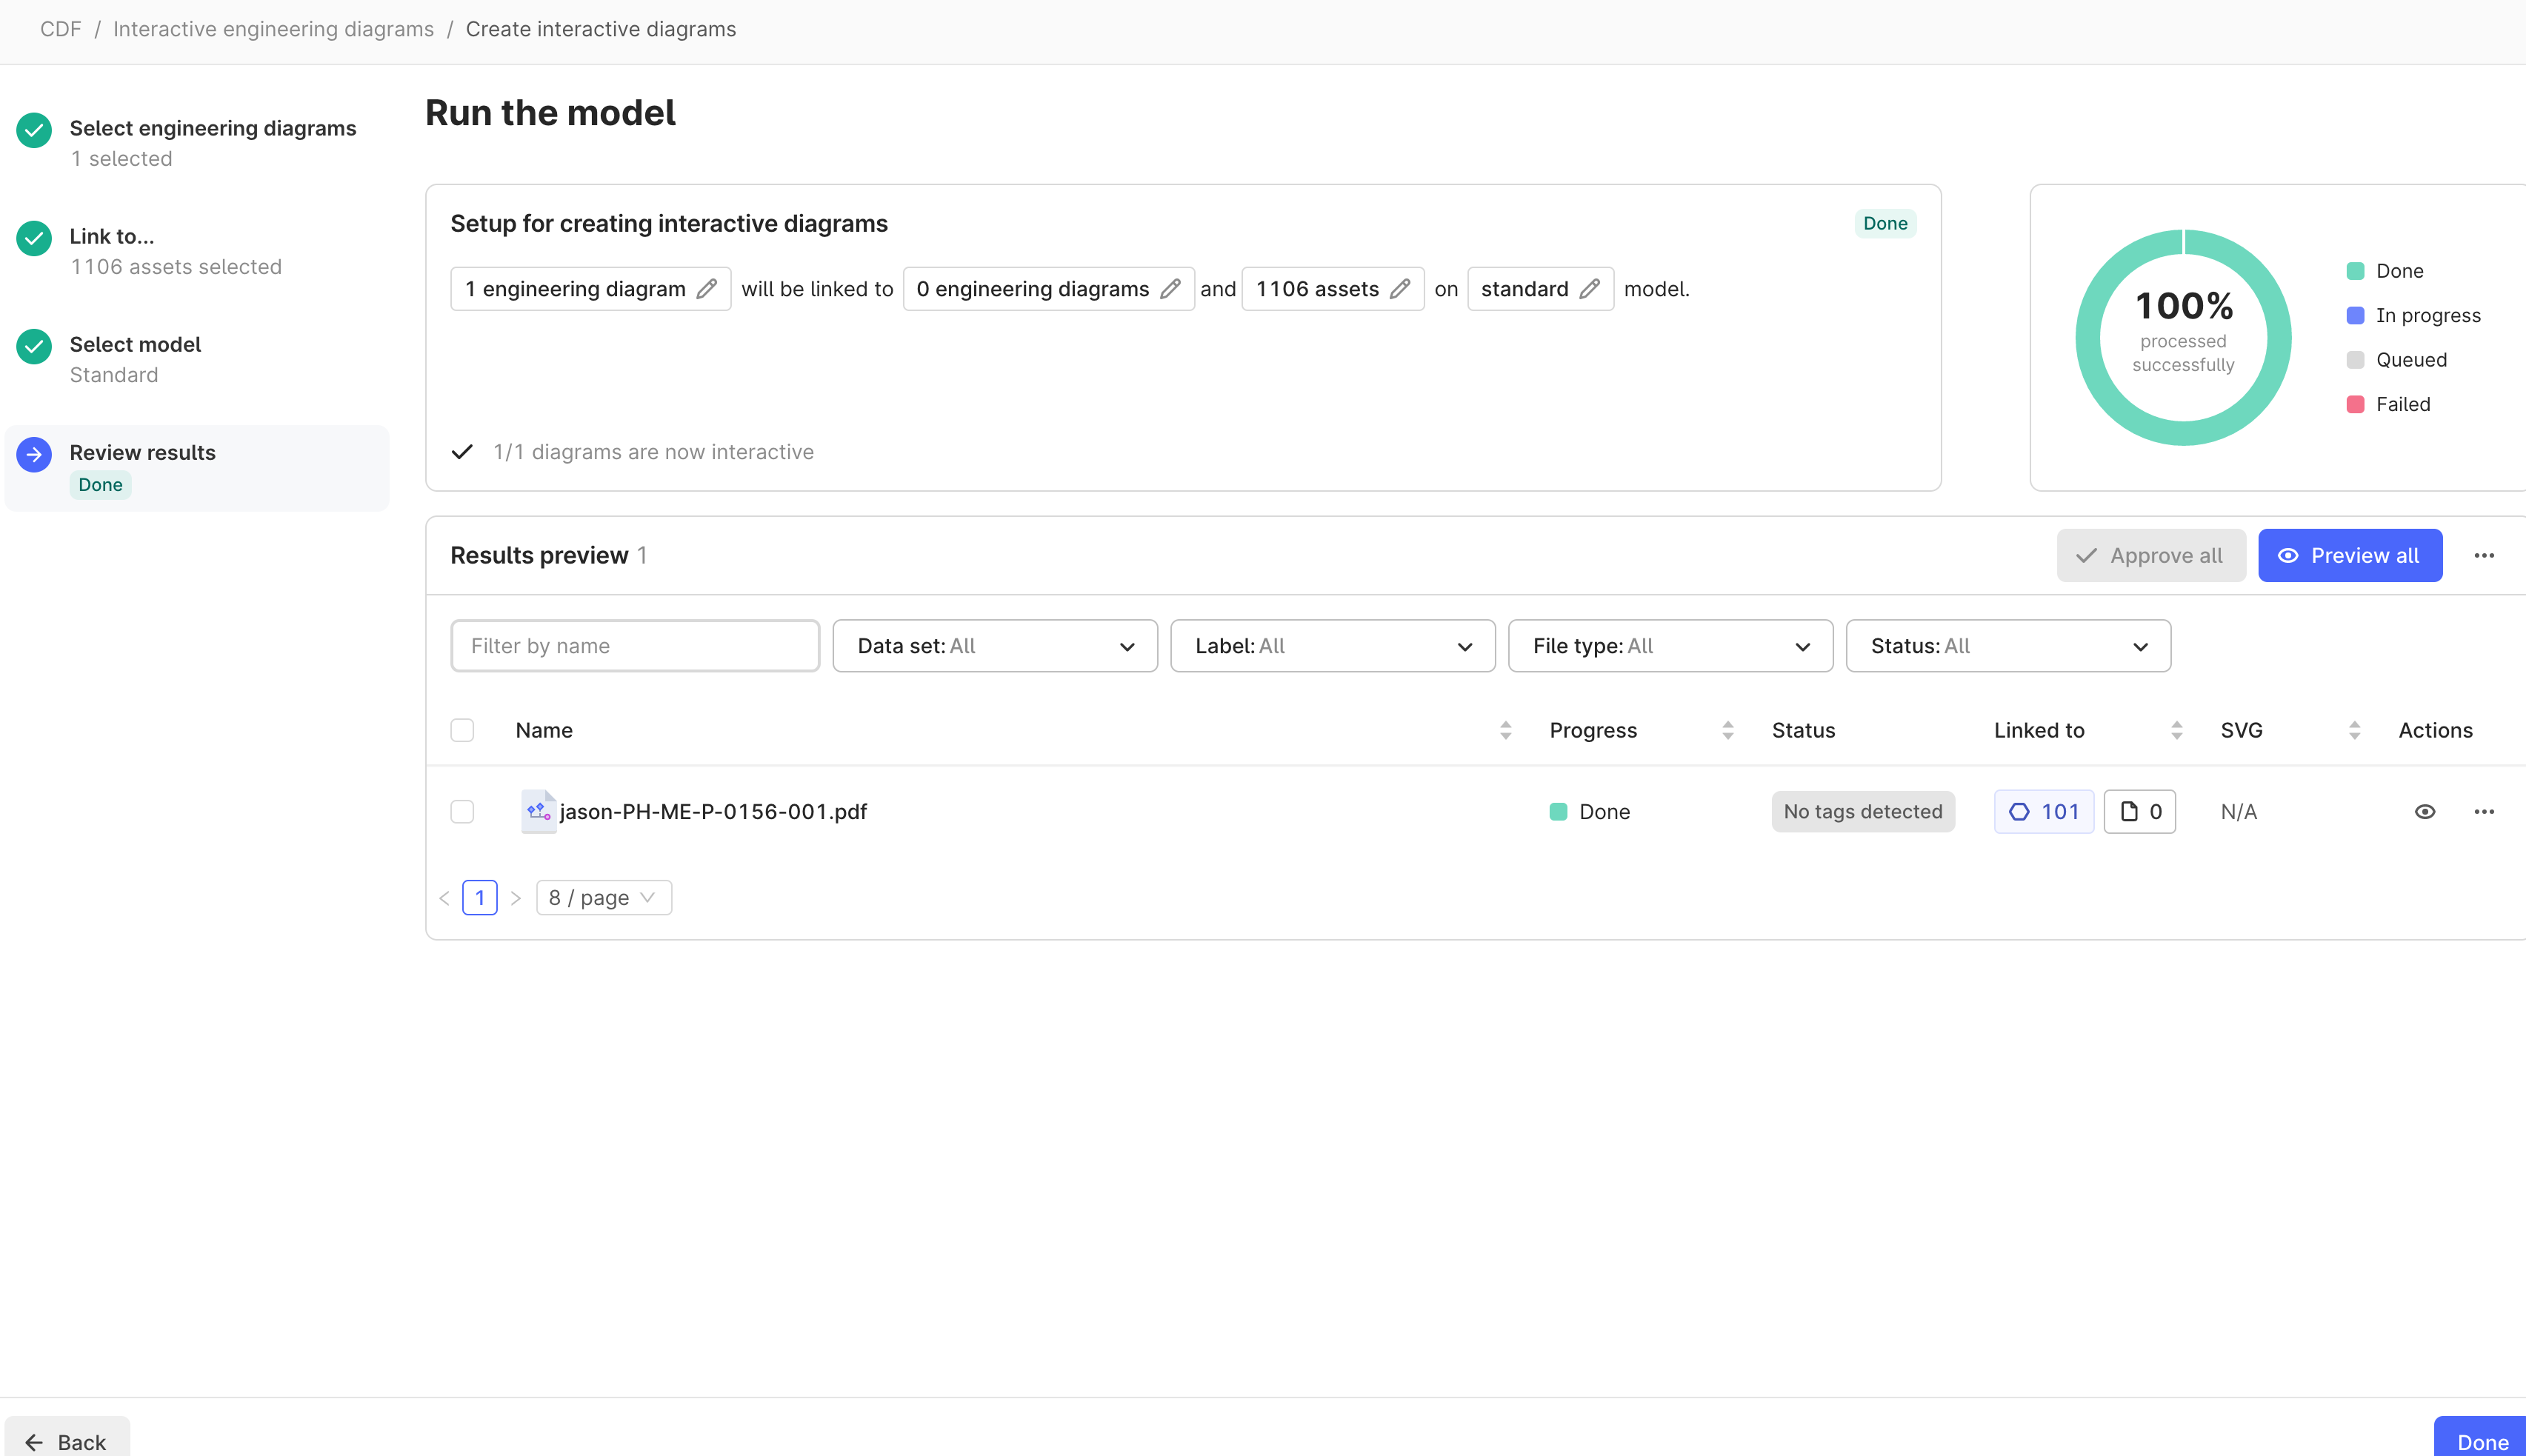 CDF / Interactive engineering diagrams / Create interactive diagrams
Select engineering diagrams
1 selected
Link to...
1106 assets selected
Select model
Standard
Review results
Done
Run the model
Setup for creating interactive diagrams
Done
1 engineering diagram will be linked to 0 engineering diagrams and 1106 assets on standard model.
1/1 diagrams are now interactive
100%
processed
successfully
Done
In progress
Queued
Failed
Results preview 1
Approve all
Preview all
Filter by name
Data set: All
Label: All
File type: All
Status: All
Name Progress Status Linked to SVG Actions
jason-PH-ME-P-0156-001.pdf Done No tags detected 101 0 N/A
1
8 / page
Back
Done